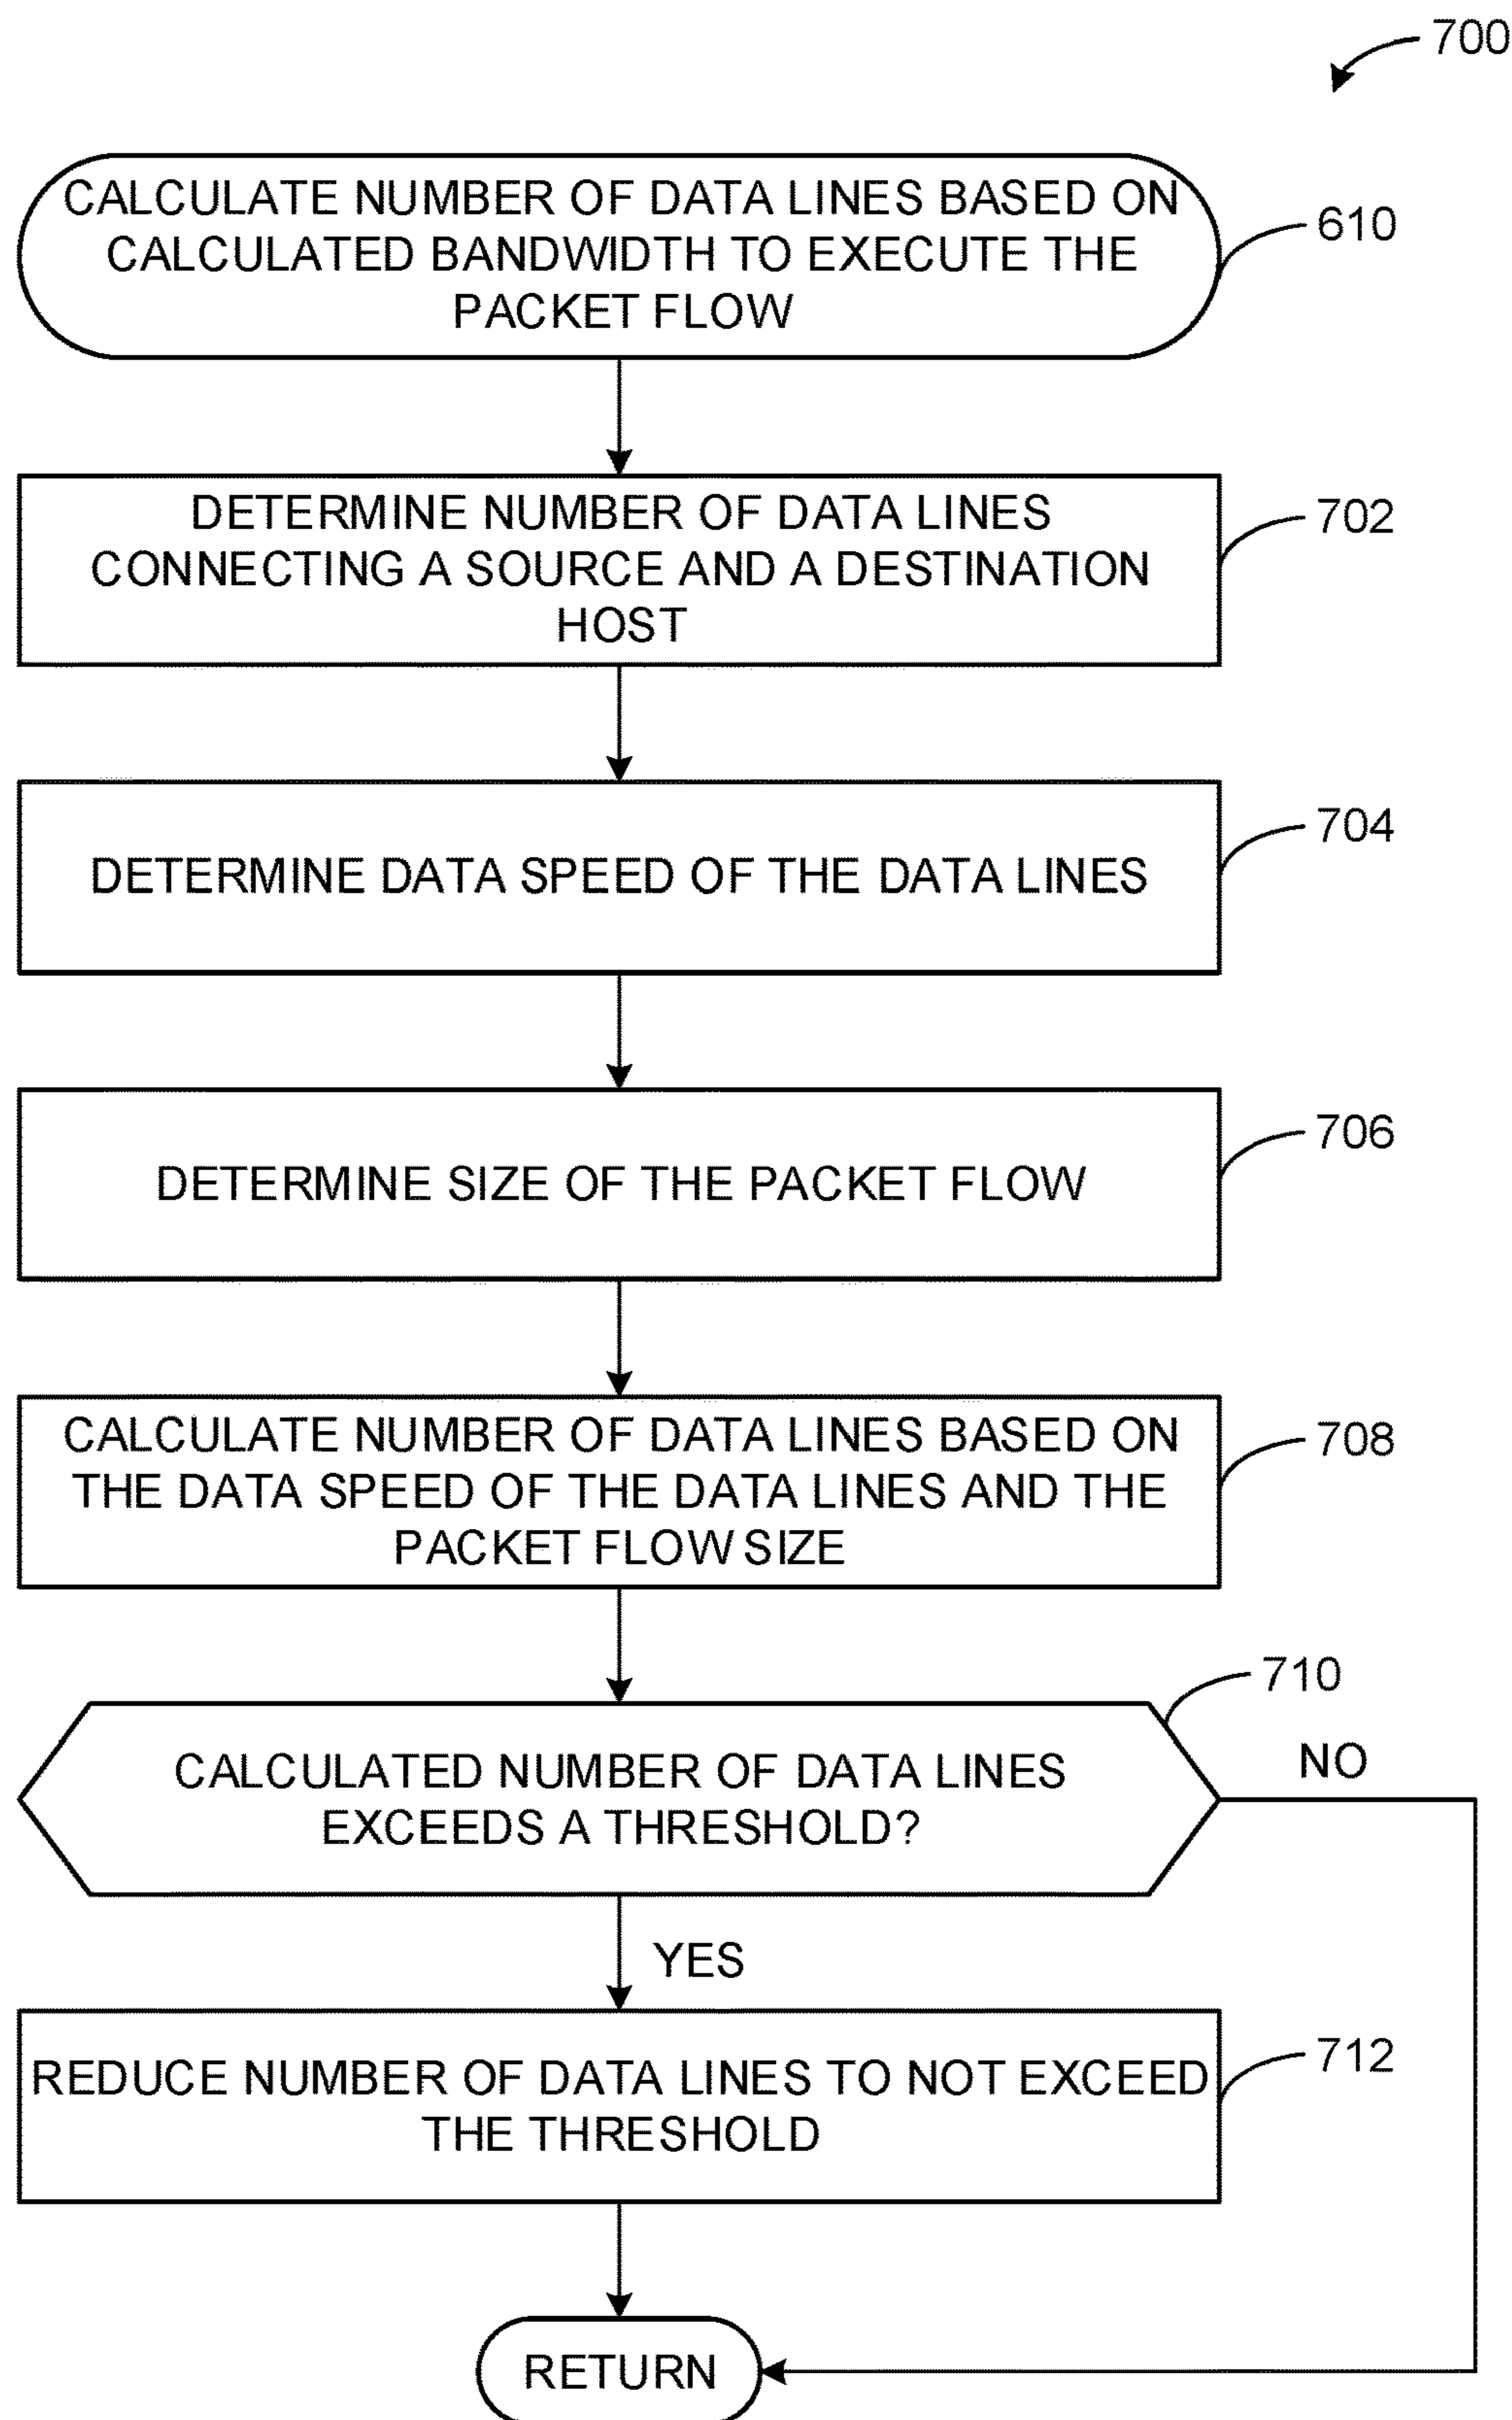 700
CALCULATE NUMBER OF DATA LINES BASED ON
CALCULATED BANDWIDTH TO EXECUTE THE
PACKET FLOW
610
DETERMINE NUMBER OF DATA LINES
CONNECTING A SOURCE AND A DESTINATION
HOST
702
DETERMINE DATA SPEED OF THE DATA LINES
704
DETERMINE SIZE OF THE PACKET FLOW
706
CALCULATE NUMBER OF DATA LINES BASED ON
THE DATA SPEED OF THE DATA LINES AND THE
PACKET FLOW SIZE
708
710
CALCULATED NUMBER OF DATA LINES
EXCEEDS A THRESHOLD?
NO
YES
REDUCE NUMBER OF DATA LINES TO NOT EXCEED
THE THRESHOLD
712
RETURN